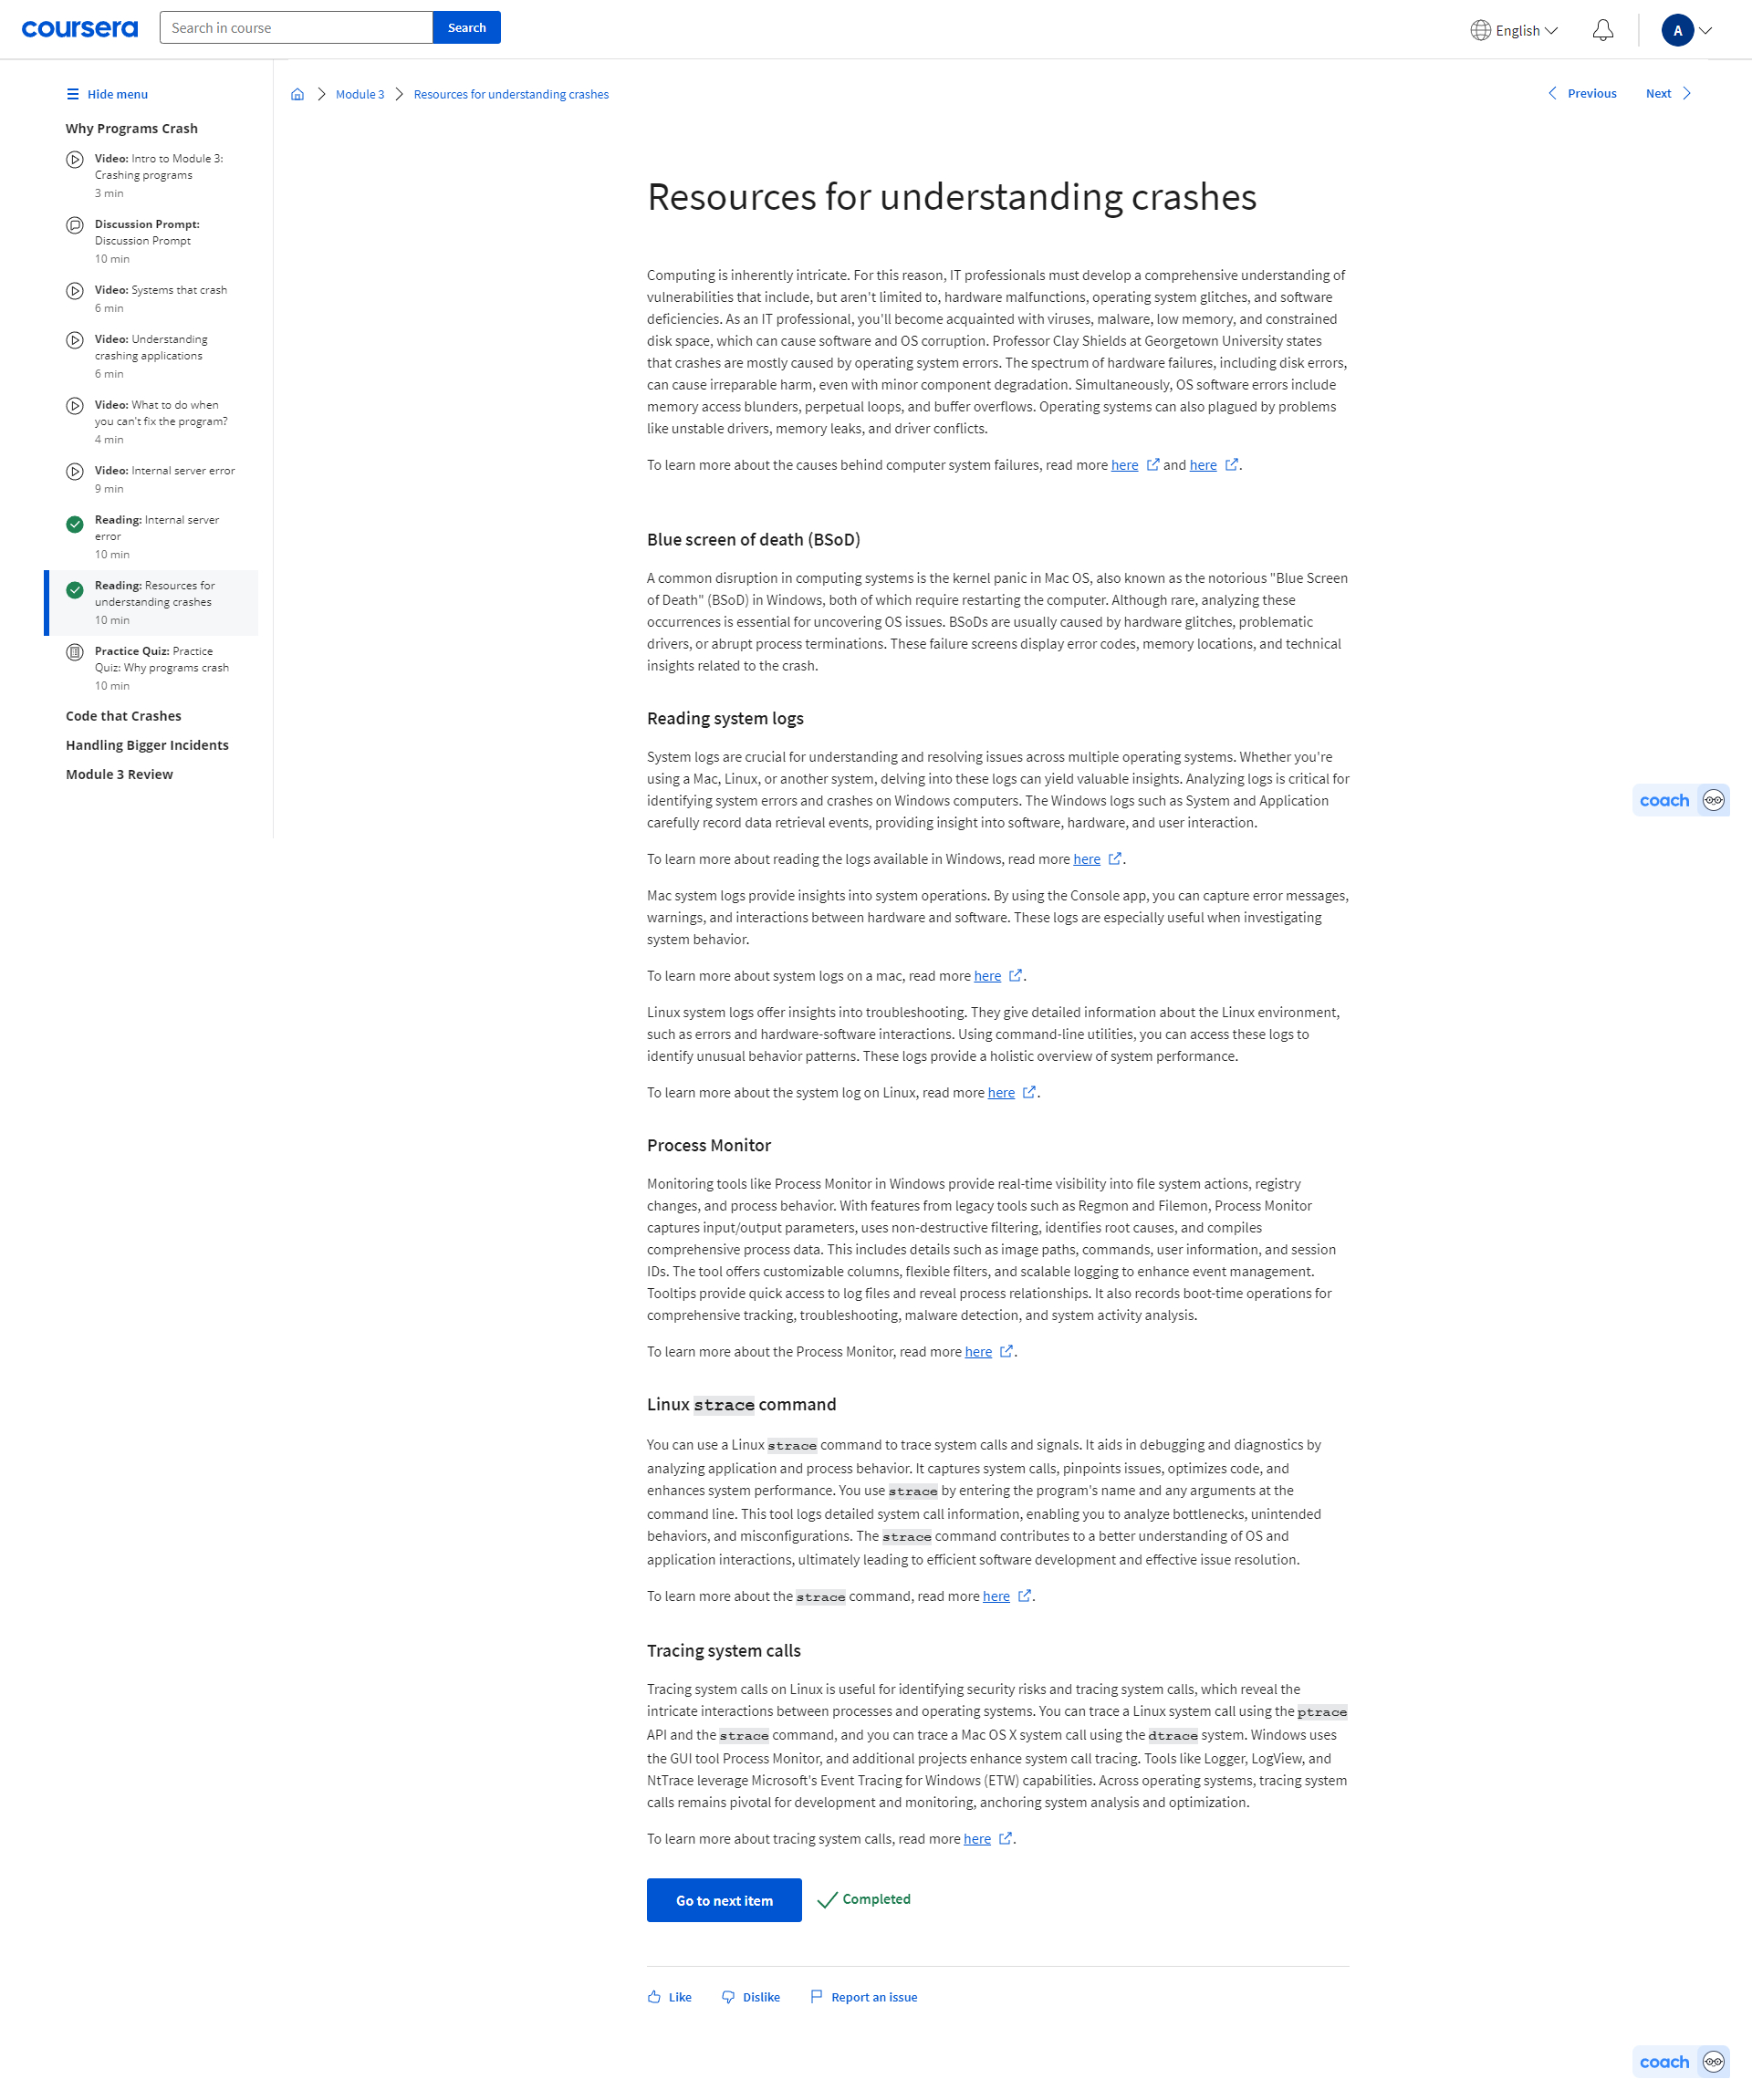 coursera
Search in course
Search
English
A
Hide menu
Why Programs Crash
Video: Intro to Module 3:
Crashing programs
3 min
Discussion Prompt:
Discussion Prompt
10 min
Video: Systems that crash
6 min
Video: Understanding
crashing applications
6 min
Video: What to do when
you can't fix the program?
4 min
Video: Internal server error
9 min
Reading: Internal server
error
10 min
Reading: Resources for
understanding crashes
10 min
Practice Quiz: Practice
Quiz: Why programs crash
10 min
Code that Crashes
Handling Bigger Incidents
Module 3 Review
Module 3
Resources for understanding crashes
Previous
Next
Resources for understanding crashes
Computing is inherently intricate. For this reason, IT professionals must develop a comprehensive understanding of
vulnerabilities that include, but aren't limited to, hardware malfunctions, operating system glitches, and software
deficiencies. As an IT professional, you'll become acquainted with viruses, malware, low memory, and constrained
disk space, which can cause software and OS corruption. Professor Clay Shields at Georgetown University states
that crashes are mostly caused by operating system errors. The spectrum of hardware failures, including disk errors,
can cause irreparable harm, even with minor component degradation. Simultaneously, OS software errors include
memory access blunders, perpetual loops, and buffer overflows. Operating systems can also plagued by problems
like unstable drivers, memory leaks, and driver conflicts.
To learn more about the causes behind computer system failures, read more here and here.
Blue screen of death (BSoD)
A common disruption in computing systems is the kernel panic in Mac OS, also known as the notorious "Blue Screen
of Death" (BSoD) in Windows, both of which require restarting the computer. Although rare, analyzing these
occurrences is essential for uncovering OS issues. BSoDs are usually caused by hardware glitches, problematic
drivers, or abrupt process terminations. These failure screens display error codes, memory locations, and technical
insights related to the crash.
Reading system logs
System logs are crucial for understanding and resolving issues across multiple operating systems. Whether you're
using a Mac, Linux, or another system, delving into these logs can yield valuable insights. Analyzing logs is critical for
identifying system errors and crashes on Windows computers. The Windows logs such as System and Application
carefully record data retrieval events, providing insight into software, hardware, and user interaction.
To learn more about reading the logs available in Windows, read more here.
Mac system logs provide insights into system operations. By using the Console app, you can capture error messages,
warnings, and interactions between hardware and software. These logs are especially useful when investigating
system behavior.
To learn more about system logs on a mac, read more here.
Linux system logs offer insights into troubleshooting. They give detailed information about the Linux environment,
such as errors and hardware-software interactions. Using command-line utilities, you can access these logs to
identify unusual behavior patterns. These logs provide a holistic overview of system performance.
To learn more about the system log on Linux, read more here.
Process Monitor
Monitoring tools like Process Monitor in Windows provide real-time visibility into file system actions, registry
changes, and process behavior. With features from legacy tools such as Regmon and Filemon, Process Monitor
captures input/output parameters, uses non-destructive filtering, identifies root causes, and compiles
comprehensive process data. This includes details such as image paths, commands, user information, and session
IDs. The tool offers customizable columns, flexible filters, and scalable logging to enhance event management.
Tooltips provide quick access to log files and reveal process relationships. It also records boot-time operations for
comprehensive tracking, troubleshooting, malware detection, and system activity analysis.
To learn more about the Process Monitor, read more here.
Linux strace command
You can use a Linux strace command to trace system calls and signals. It aids in debugging and diagnostics by
analyzing application and process behavior. It captures system calls, pinpoints issues, optimizes code, and
enhances system performance. You use strace by entering the program's name and any arguments at the
command line. This tool logs detailed system call information, enabling you to analyze bottlenecks, unintended
behaviors, and misconfigurations. The strace command contributes to a better understanding of OS and
application interactions, ultimately leading to efficient software development and effective issue resolution.
To learn more about the strace command, read more here.
Tracing system calls
Tracing system calls on Linux is useful for identifying security risks and tracing system calls, which reveal the
intricate interactions between processes and operating systems. You can trace a Linux system call using the ptrace
API and the strace command, and you can trace a Mac OS X system call using the dtrace system. Windows uses
the GUI tool Process Monitor, and additional projects enhance system call tracing. Tools like Logger, LogView, and
NtTrace leverage Microsoft's Event Tracing for Windows (ETW) capabilities. Across operating systems, tracing system
calls remains pivotal for development and monitoring, anchoring system analysis and optimization.
To learn more about tracing system calls, read more here.
Go to next item
Completed
Like
Dislike
Report an issue
coach
coach